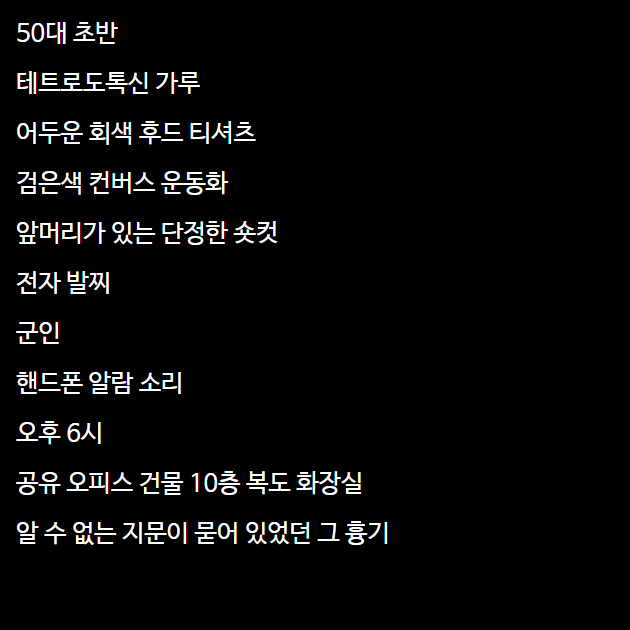 50대 초반
테트로도톡신 가루
어두운 회색 후드 티셔츠
검은색 컨버스 운동화
앞머리가 있는 단정한 숏컷
전자 발찌
군인
핸드폰 알람 소리
오후 6시
공유 오피스 건물 10층 복도 화장실
알 수 없는 지문이 묻어 있었던 그 흉기